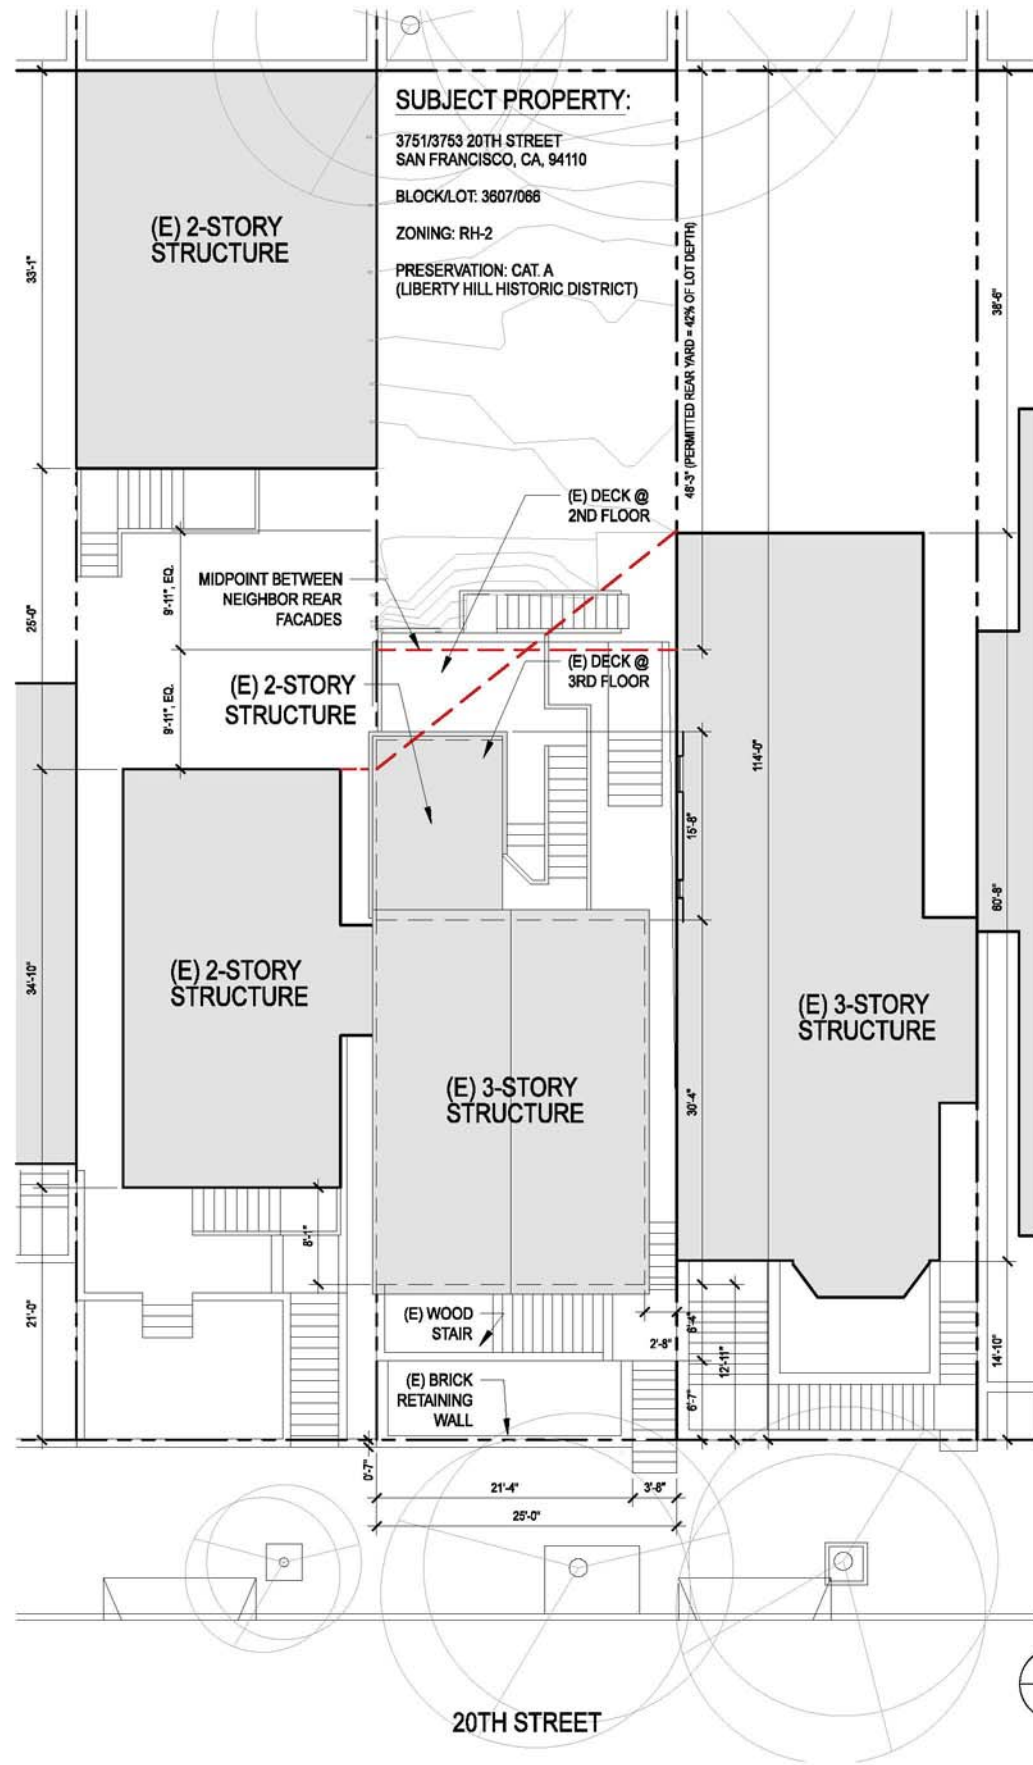 SUBJECT PROPERTY:
3751/3753 20TH STREET
SAN FRANCISCO, CA, 94110
BLOCK/LOT: 3607/066
ZONING: RH-2
PRESERVATION: CAT. A
(LIBERTY HILL HISTORIC DISTRICT)
(E) 2-STORY
STRUCTURE
33'-1"
48'-3" (PERMITTED REAR YARD = 42% OF LOT DEPTH)
38'-6"
(E) DECK @
2ND FLOOR
MIDPOINT BETWEEN
NEIGHBOR REAR
FACADES
9'-11", EQ.
25'-0"
(E) DECK @
3RD FLOOR
(E) 2-STORY
STRUCTURE
9'-11", EQ.
114'-0"
15'-8"
60'-8"
34'-10"
(E) 2-STORY
STRUCTURE
(E) 3-STORY
STRUCTURE
(E) 3-STORY
STRUCTURE
30'-4"
8'-1"
21'-0"
(E) WOOD
STAIR
2'-8"
6'-4"
12'-11"
14'-10"
(E) BRICK
RETAINING
WALL
6'-7"
0'-7"
21'-4"
3'-8"
25'-0"
20TH STREET